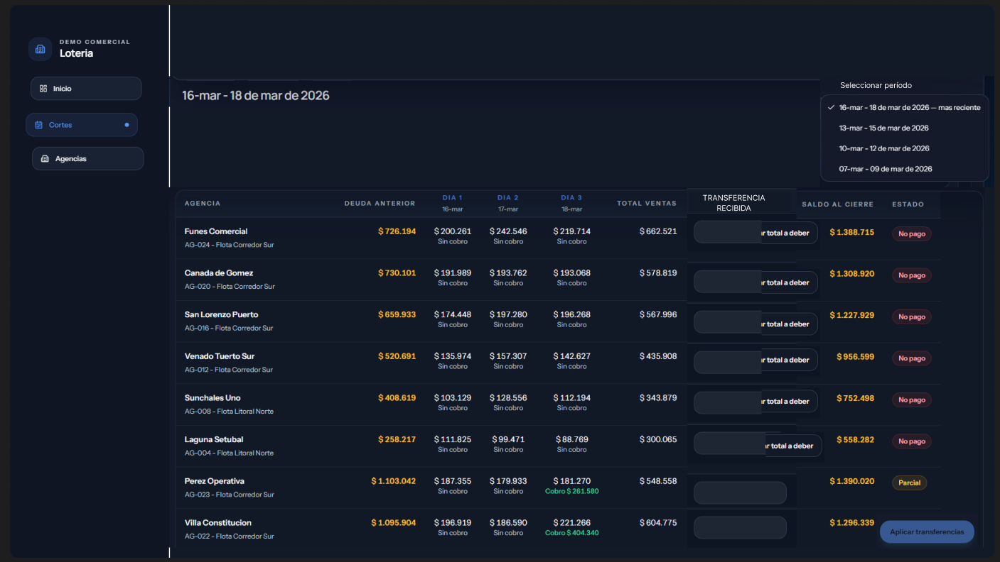 DEMO COMERCIAL
Loteria
Inicio
Cortes
Agencias
16-mar - 18 de mar de 2026
Seleccionar período
16-mar - 18 de mar de 2026 — mas reciente
13-mar - 15 de mar de 2026
10-mar - 12 de mar de 2026
07-mar - 09 de mar de 2026
AGENCIA DEUDA ANTERIOR DIA 1 DIA 2 DIA 3 TOTAL VENTAS TRANSFERENCIA RECIBIDA SALDO AL CIERRE ESTADO
16-mar 17-mar 18-mar
Funes Comercial $ 726.194 $ 200.261 $ 242.546 $ 219.714 $ 662.521 r total a deber $ 1.388.715 No pago
AG-024 - Flota Corredor Sur Sin cobro Sin cobro Sin cobro
Canada de Gomez $ 730.101 $ 191.989 $ 193.762 $ 193.068 $ 578.819 r total a deber $ 1.308.920 No pago
AG-020 - Flota Corredor Sur Sin cobro Sin cobro Sin cobro
San Lorenzo Puerto $ 659.933 $ 174.448 $ 197.280 $ 196.268 $ 567.996 r total a deber $ 1.227.929 No pago
AG-016 - Flota Corredor Sur Sin cobro Sin cobro Sin cobro
Venado Tuerto Sur $ 520.691 $ 135.974 $ 157.307 $ 142.627 $ 435.908 r total a deber $ 956.599 No pago
AG-012 - Flota Corredor Sur Sin cobro Sin cobro Sin cobro
Sunchales Uno $ 408.619 $ 103.129 $ 128.556 $ 112.194 $ 343.879 r total a deber $ 752.498 No pago
AG-008 - Flota Litoral Norte Sin cobro Sin cobro Sin cobro
Laguna Setubal $ 258.217 $ 111.825 $ 99.471 $ 88.769 $ 300.065 r total a deber $ 558.282 No pago
AG-004 - Flota Litoral Norte Sin cobro Sin cobro Sin cobro
Perez Operativa $ 1.103.042 $ 187.355 $ 179.933 $ 181.270 $ 548.558 $ 1.390.020 Parcial
AG-023 - Flota Corredor Sur Sin cobro Sin cobro Cobro $ 261.580
Villa Constitucion $ 1.095.904 $ 196.919 $ 186.590 $ 221.266 $ 604.775 $ 1.296.339
AG-022 - Flota Corredor Sur Sin cobro Sin cobro Cobro $ 404.340
Aplicar transferencias